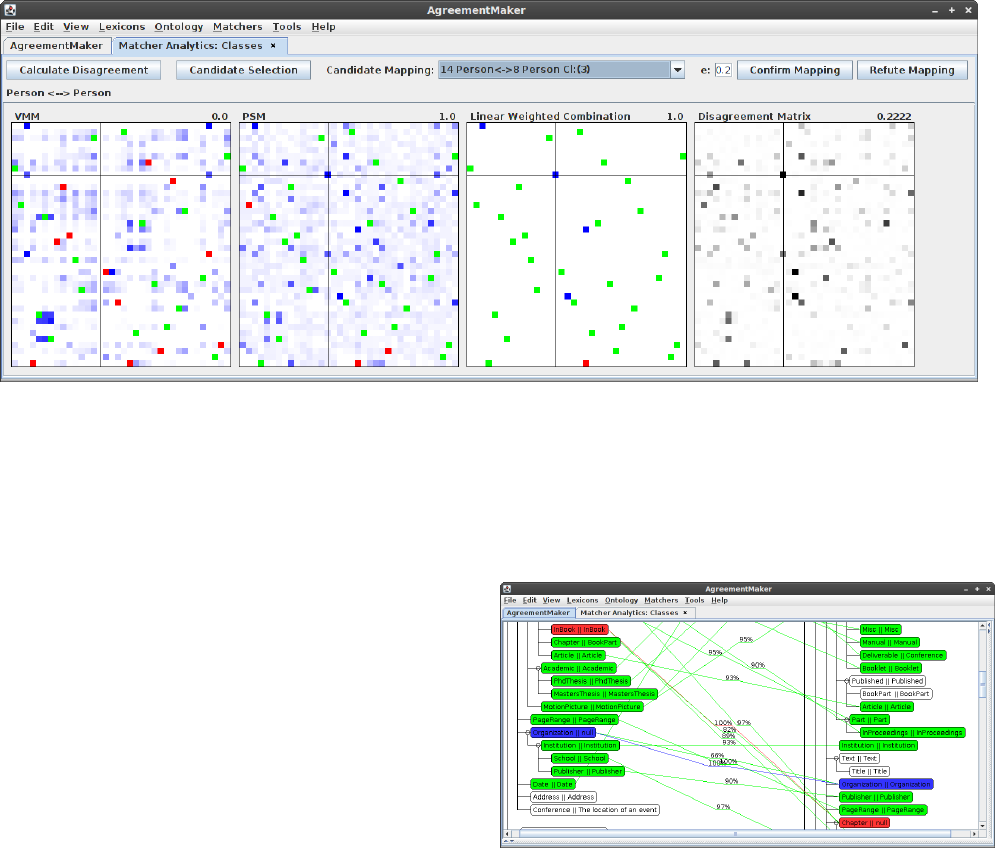 AgreementMaker
File Edit View Lexicons Ontology Matchers Tools Help
AgreementMaker Matcher Analytics: Classes ×
Calculate Disagreement Candidate Selection Candidate Mapping: 14 Person<->8 Person Cl:(3) e: 0.2 Confirm Mapping Refute Mapping
Person <--> Person
VMM 0.0 PSM 1.0 Linear Weighted Combination 1.0 Disagreement Matrix 0.2222
AgreementMaker
File Edit View Lexicons Ontology Matchers Tools Help
AgreementMaker Matcher Analytics: Classes ×
InBook || InBook
Chapter || BookPart
Article || Article
Academic || Academic
PhdThesis || PhdThesis
MastersThesis || MastersThesis
MotionPicture || MotionPicture
PageRange || PageRange
Organization || null
Institution || Institution
School || School
Publisher || Publisher
Date || Date
Address || Address
Conference || The location of an event
95%
95%
90%
93%
100% 97%
82%
93%
66%
90%
97%
Misc || Misc
Manual || Manual
Deliverable || Conference
Booklet || Booklet
Published || Published
BookPart || BookPart
Article || Article
Part || Part
InProceedings || InProceedings
Institution || Institution
Text || Text
Title || Title
Organization || Organization
Publisher || Publisher
PageRange || PageRange
Chapter || null